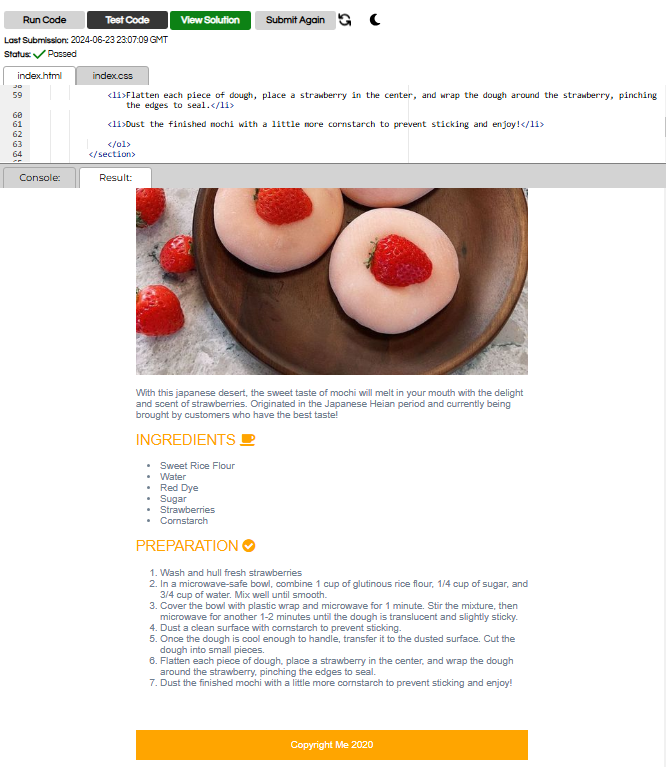 Run Code Test Code View Solution Submit Again
Last Submission: 2024-06-23 23:07:09 GMT
Status: Passed
index.html index.css
59 <li>Flatten each piece of dough, place a strawberry in the center, and wrap the dough around the strawberry, pinching
the edges to seal.</li>
60
61 <li>Dust the finished mochi with a little more cornstarch to prevent sticking and enjoy!</li>
62
63 </ol>
64 </section>
Console: Result:
With this japanese desert, the sweet taste of mochi will melt in your mouth with the delight
and scent of strawberries. Originated in the Japanese Heian period and currently being
brought by customers who have the best taste!
INGREDIENTS
• Sweet Rice Flour
• Water
• Red Dye
• Sugar
• Strawberries
• Cornstarch
PREPARATION
1. Wash and hull fresh strawberries
2. In a microwave-safe bowl, combine 1 cup of glutinous rice flour, 1/4 cup of sugar, and
3/4 cup of water. Mix well until smooth.
3. Cover the bowl with plastic wrap and microwave for 1 minute. Stir the mixture, then
microwave for another 1-2 minutes until the dough is translucent and slightly sticky.
4. Dust a clean surface with cornstarch to prevent sticking.
5. Once the dough is cool enough to handle, transfer it to the dusted surface. Cut the
dough into small pieces.
6. Flatten each piece of dough, place a strawberry in the center, and wrap the dough
around the strawberry, pinching the edges to seal.
7. Dust the finished mochi with a little more cornstarch to prevent sticking and enjoy!
Copyright Me 2020